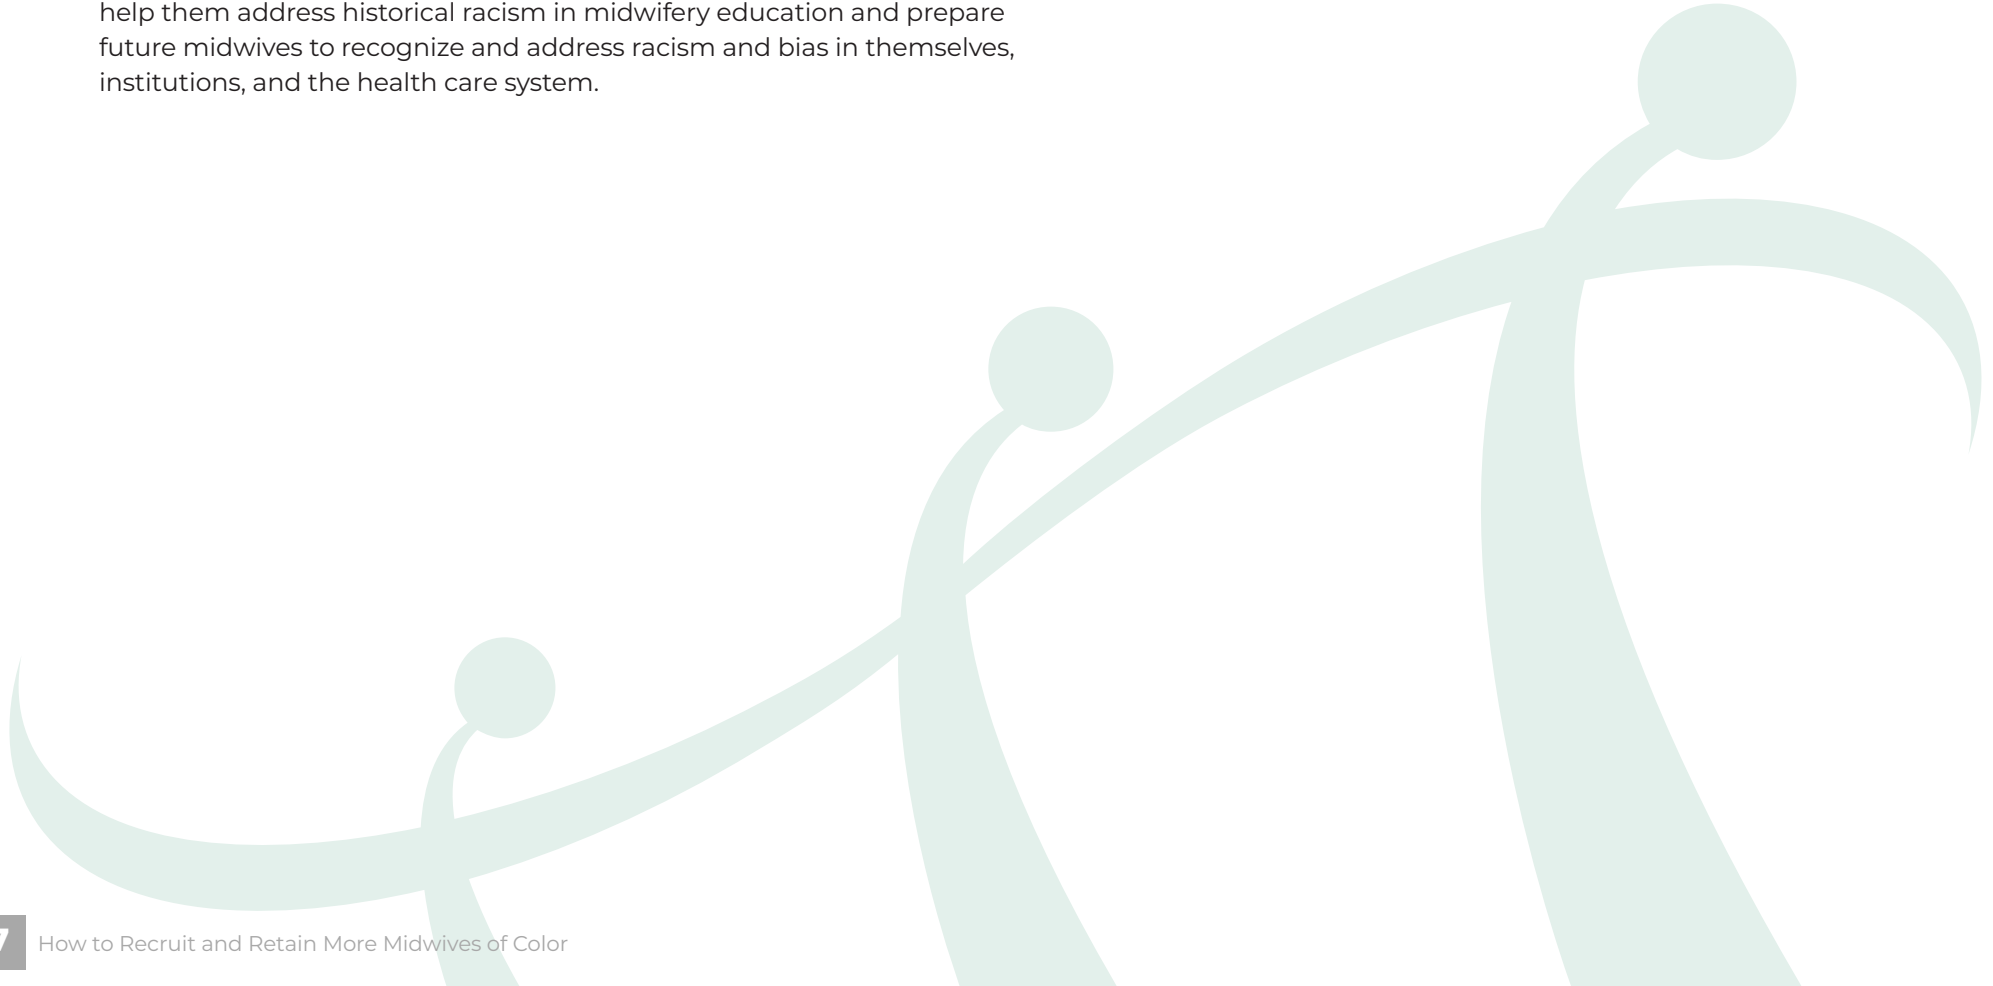 help them address historical racism in midwifery education and prepare
future midwives to recognize and address racism and bias in themselves,
institutions, and the health care system.
7 How to Recruit and Retain More Midwives of Color